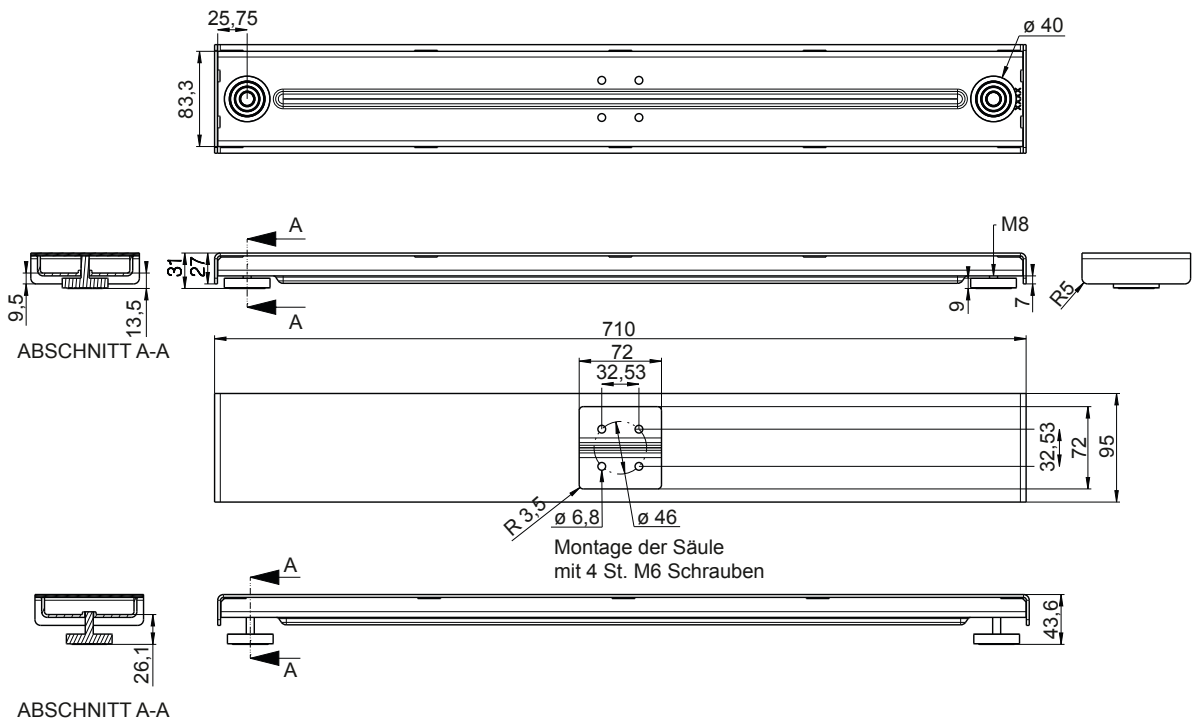 25,75
ø 40
83,3
XXXX
A
M8
31
27
9,5
13,5
9
7
R5
A
ABSCHNITT A-A
710
72
32,53
32,53
72
95
R 3,5
ø 6,8
ø 46
Montage der Säule
mit 4 St. M6 Schrauben
A
43,6
26,1
A
ABSCHNITT A-A